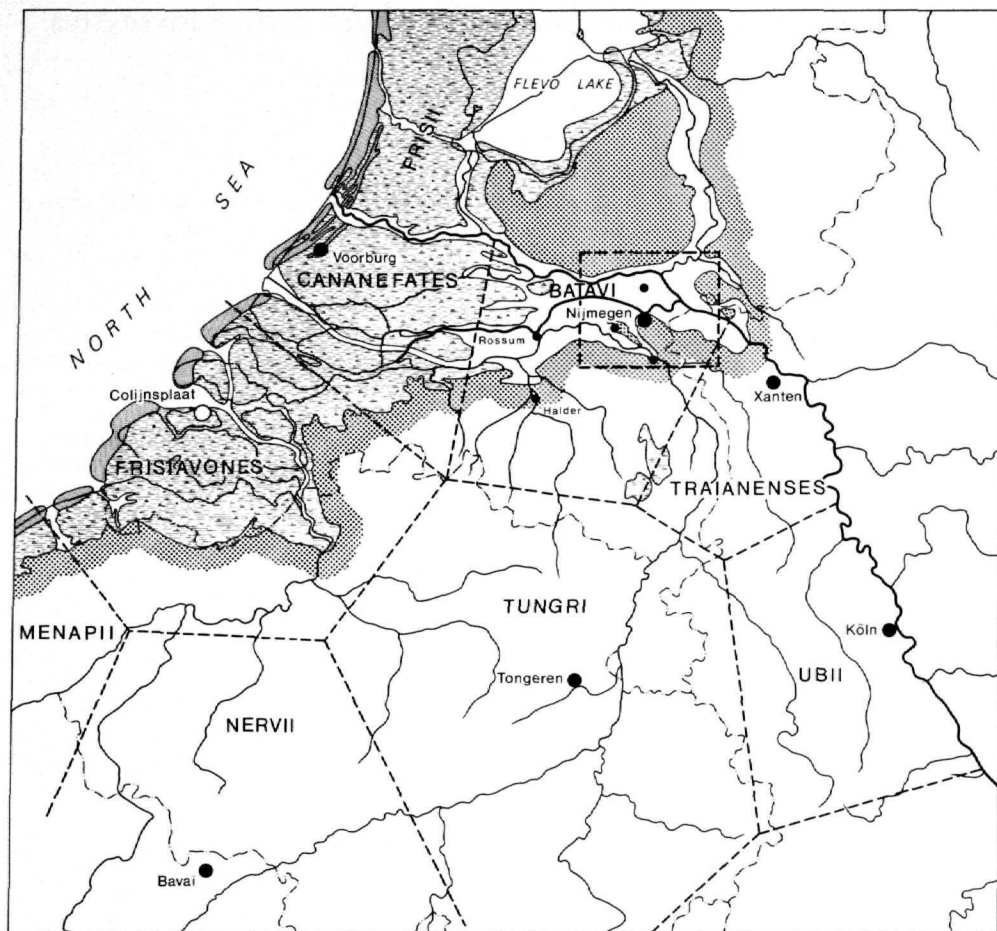 FLEVO LAKE
FRISII
NORTH SEA
Voorburg
CANANEFATES
BATAVI
Nijmegen
Rossum
Xanten
Colijnsplaat
Halder
FRISIAVONES
TRAIANENSES
MENAPII
TUNGRI
Köln
Tongeren
UBII
NERVII
Bavai